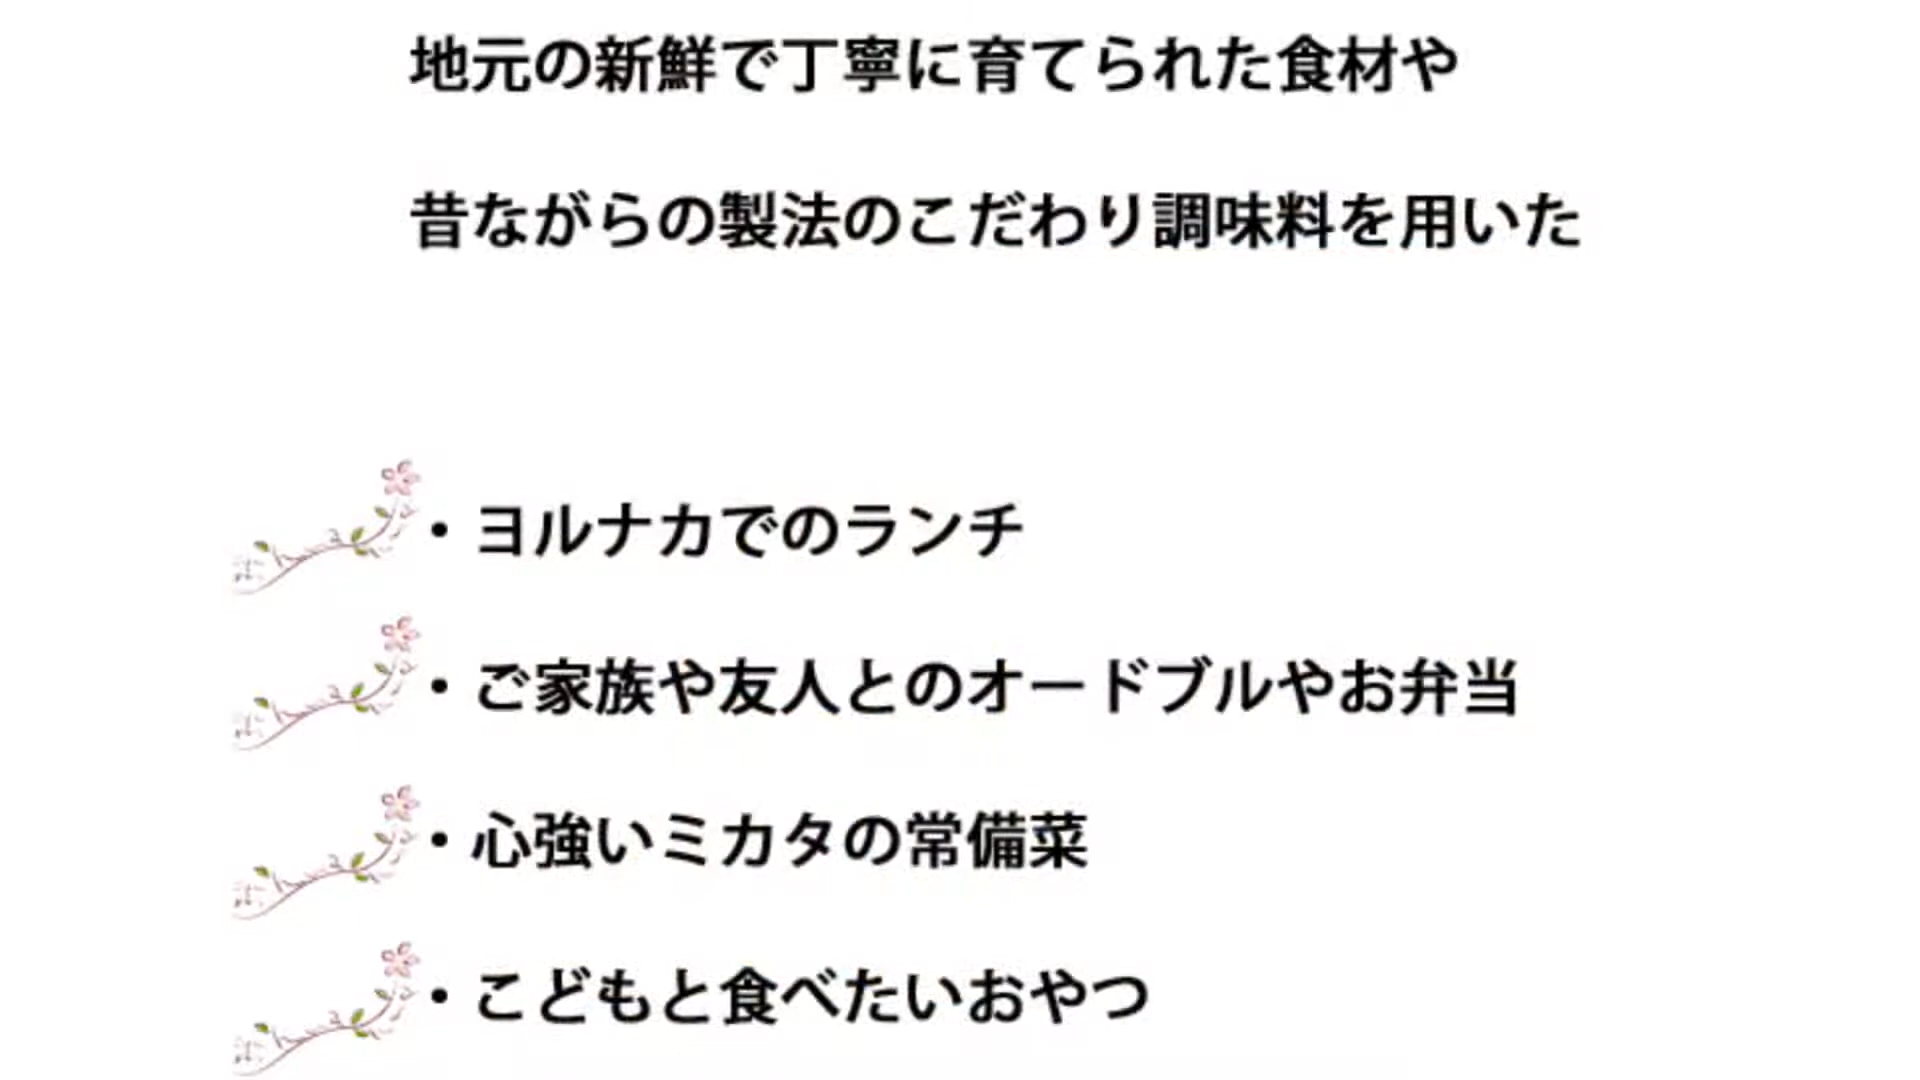 地元の新鮮で丁寧に育てられた食材や
昔ながらの製法のこだわり調味料を用いた
・ヨルナカでのランチ
・ご家族や友人とのオードブルやお弁当
・心強いミカタの常備菜
・こどもと食べたいおやつ